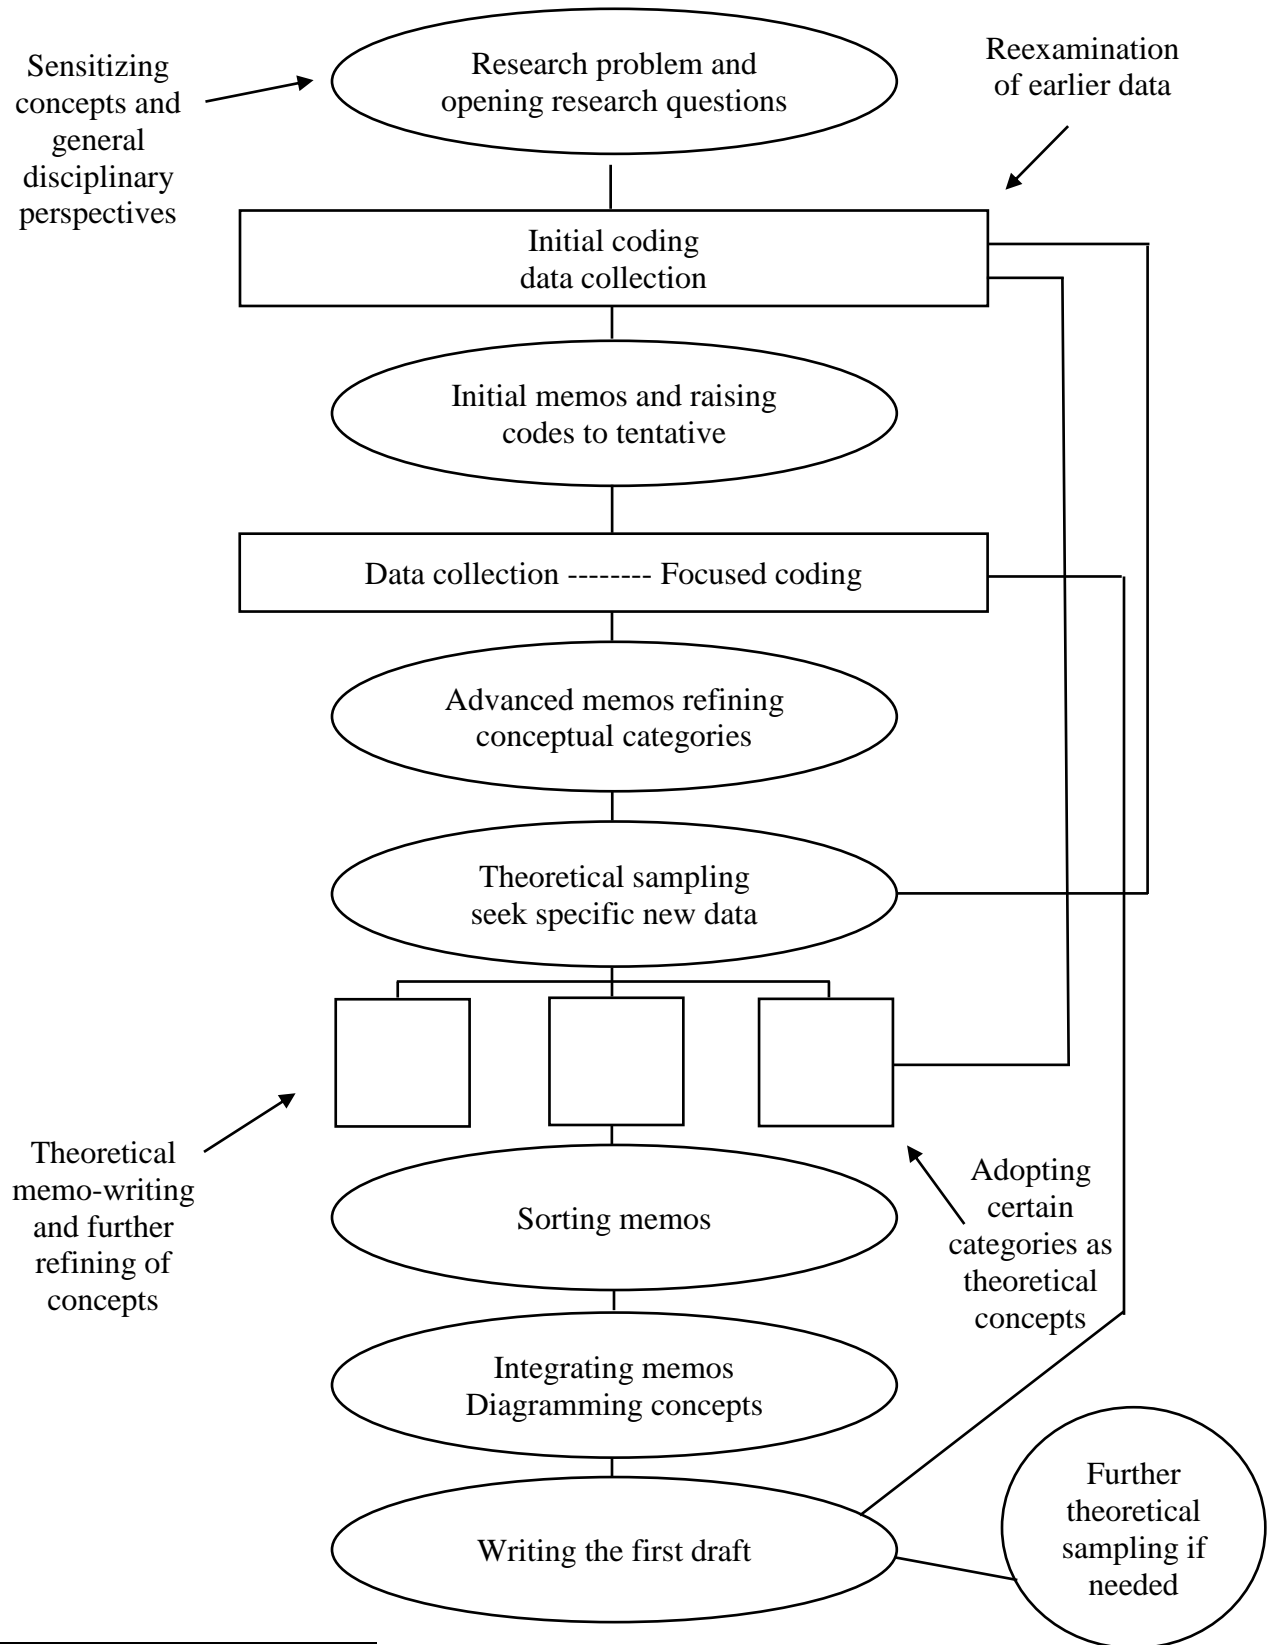 Sensitizing
concepts and
general
disciplinary
perspectives
Research problem and
opening research questions
Reexamination
of earlier data
Initial coding
data collection
Initial memos and raising
codes to tentative
Data collection -------- Focused coding
Advanced memos refining
conceptual categories
Theoretical sampling
seek specific new data
Theoretical
memo-writing
and further
refining of
concepts
Adopting
certain
categories as
theoretical
concepts
Sorting memos
Integrating memos
Diagramming concepts
Writing the first draft
Further
theoretical
sampling if
needed